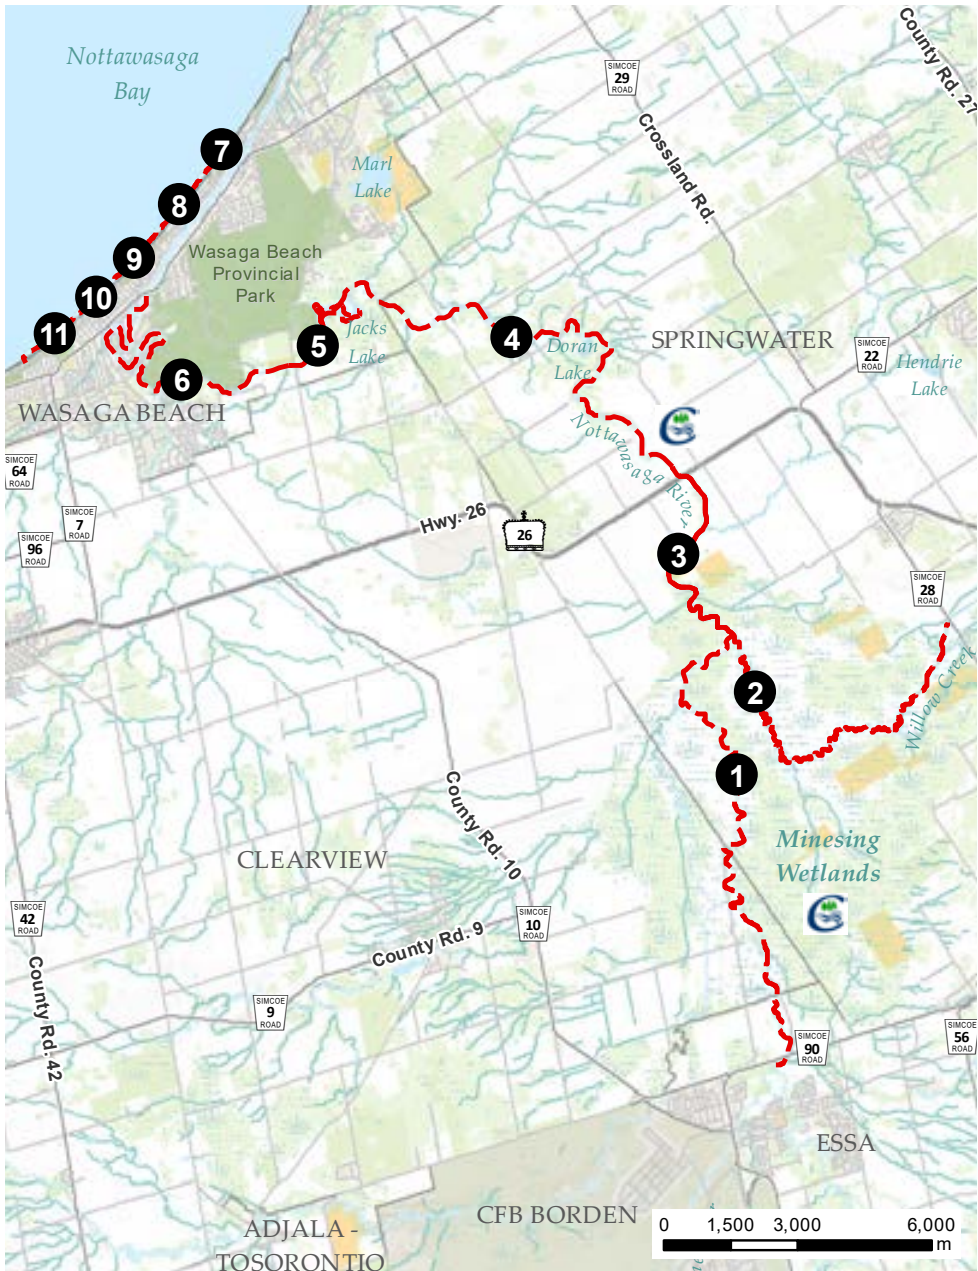 Nottawasaga
Bay
SIMCOE
29
ROAD
County Rd. 27
Crossland Rd.
7
Marl
Lake
8
Wasaga Beach
Provincial
Park
9
10
11
5
Jacks
Lake
4
Doran
Lake
SPRINGWATER
SIMCOE
22
ROAD
Hendrie
Lake
6
WASAGA BEACH
Nottawasaga River
SIMCOE
64
ROAD
SIMCOE
7
ROAD
SIMCOE
96
ROAD
Hwy. 26
26
3
SIMCOE
28
ROAD
Willow Creek
2
1
County Rd. 10
Minesing
Wetlands
CLEARVIEW
SIMCOE
42
ROAD
SIMCOE
10
ROAD
County Rd. 9
County Rd. 42
SIMCOE
9
ROAD
SIMCOE
90
ROAD
SIMCOE
56
ROAD
ESSA
CFB BORDEN
ADJALA -
TOSORONTIO
0 1,500 3,000 6,000
m